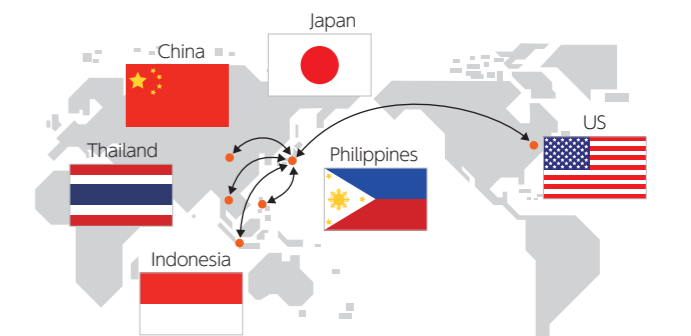 Japan
China
US
Thailand
Philippines
Indonesia